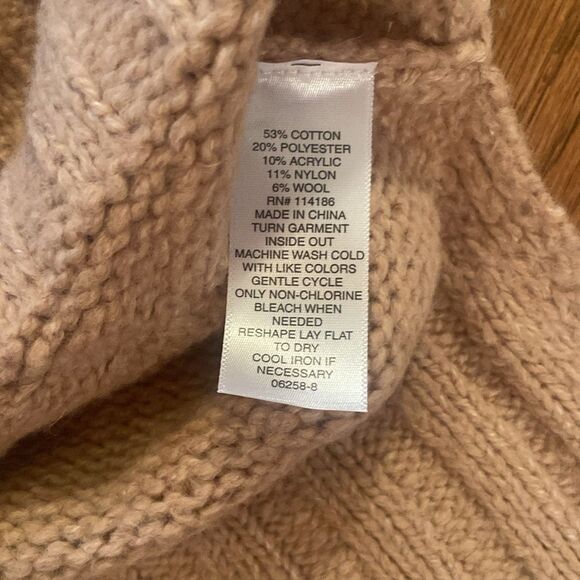 53% COTTON
20% POLYESTER
10% ACRYLIC
11% NYLON
6% WOOL
RN# 114186
MADE IN CHINA
TURN GARMENT
INSIDE OUT
MACHINE WASH COLD
WITH LIKE COLORS
GENTLE CYCLE
ONLY NON-CHLORINE
BLEACH WHEN
NEEDED
RESHAPE LAY FLAT
TO DRY
COOL IRON IF
NECESSARY
06258-8